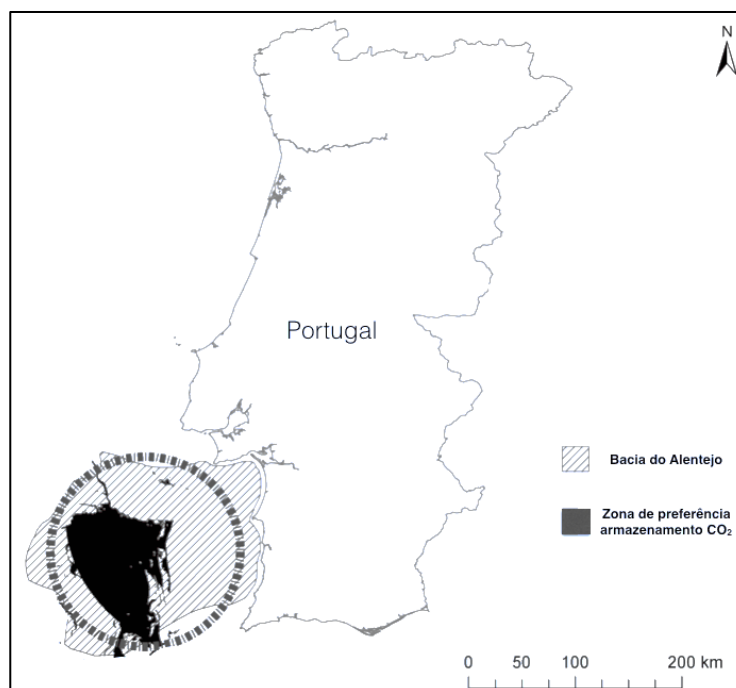 N
Portugal
Bacia do Alentejo
Zona de preferência
armazenamento CO₂
0 50 100 200 km